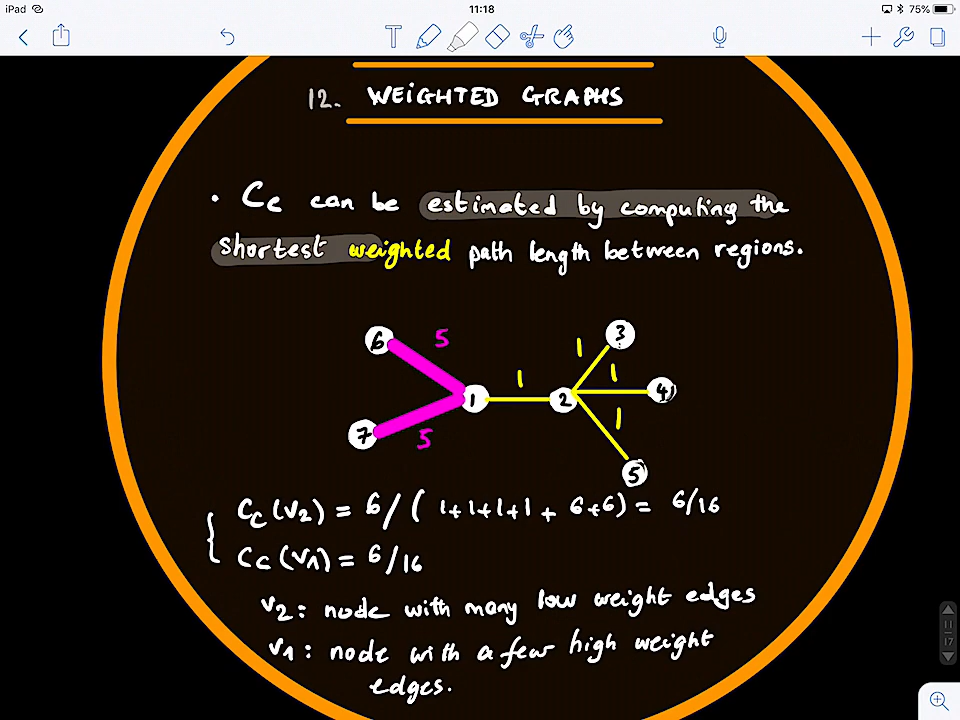 iPad 11:18 75%
T
12. WEIGHTED GRAPHS
• Cc can be estimated by computing the
shortest weighted path length between regions.
6 5 3
1 1
1 1 2 4
7 5 1
5
Cc(v2) = 6/(1+1+1+1+6+6) = 6/16
Cc(v1) = 6/16
v2: node with many low weight edges
v1: node with a few high weight
edges.
11
17